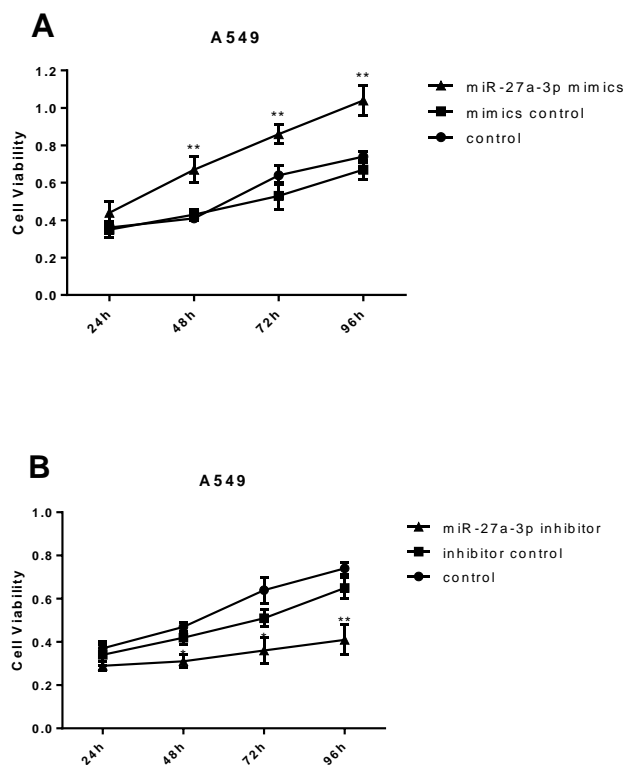 A
A549
1.2
1.0
0.8
0.6
0.4
0.2
0.0
Cell Viability
**
**
**
24h
48h
72h
96h
miR-27a-3p mimics
mimics control
control
B
A549
1.0
0.8
0.6
0.4
0.2
0.0
Cell Viability
*
*
**
24h
48h
72h
96h
miR-27a-3p inhibitor
inhibitor control
control